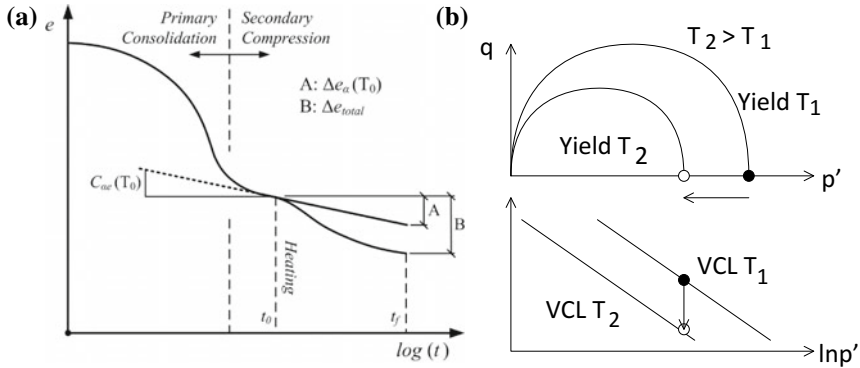 (a)
e
Primary
Consolidation
Secondary
Compression
A: Δeα(T0)
B: Δetotal
Cαe(T0)
A
B
Heating
t0
tf
log (t)
(b)
q
T2 > T1
Yield T1
Yield T2
p'
VCL T1
VCL T2
lnp'